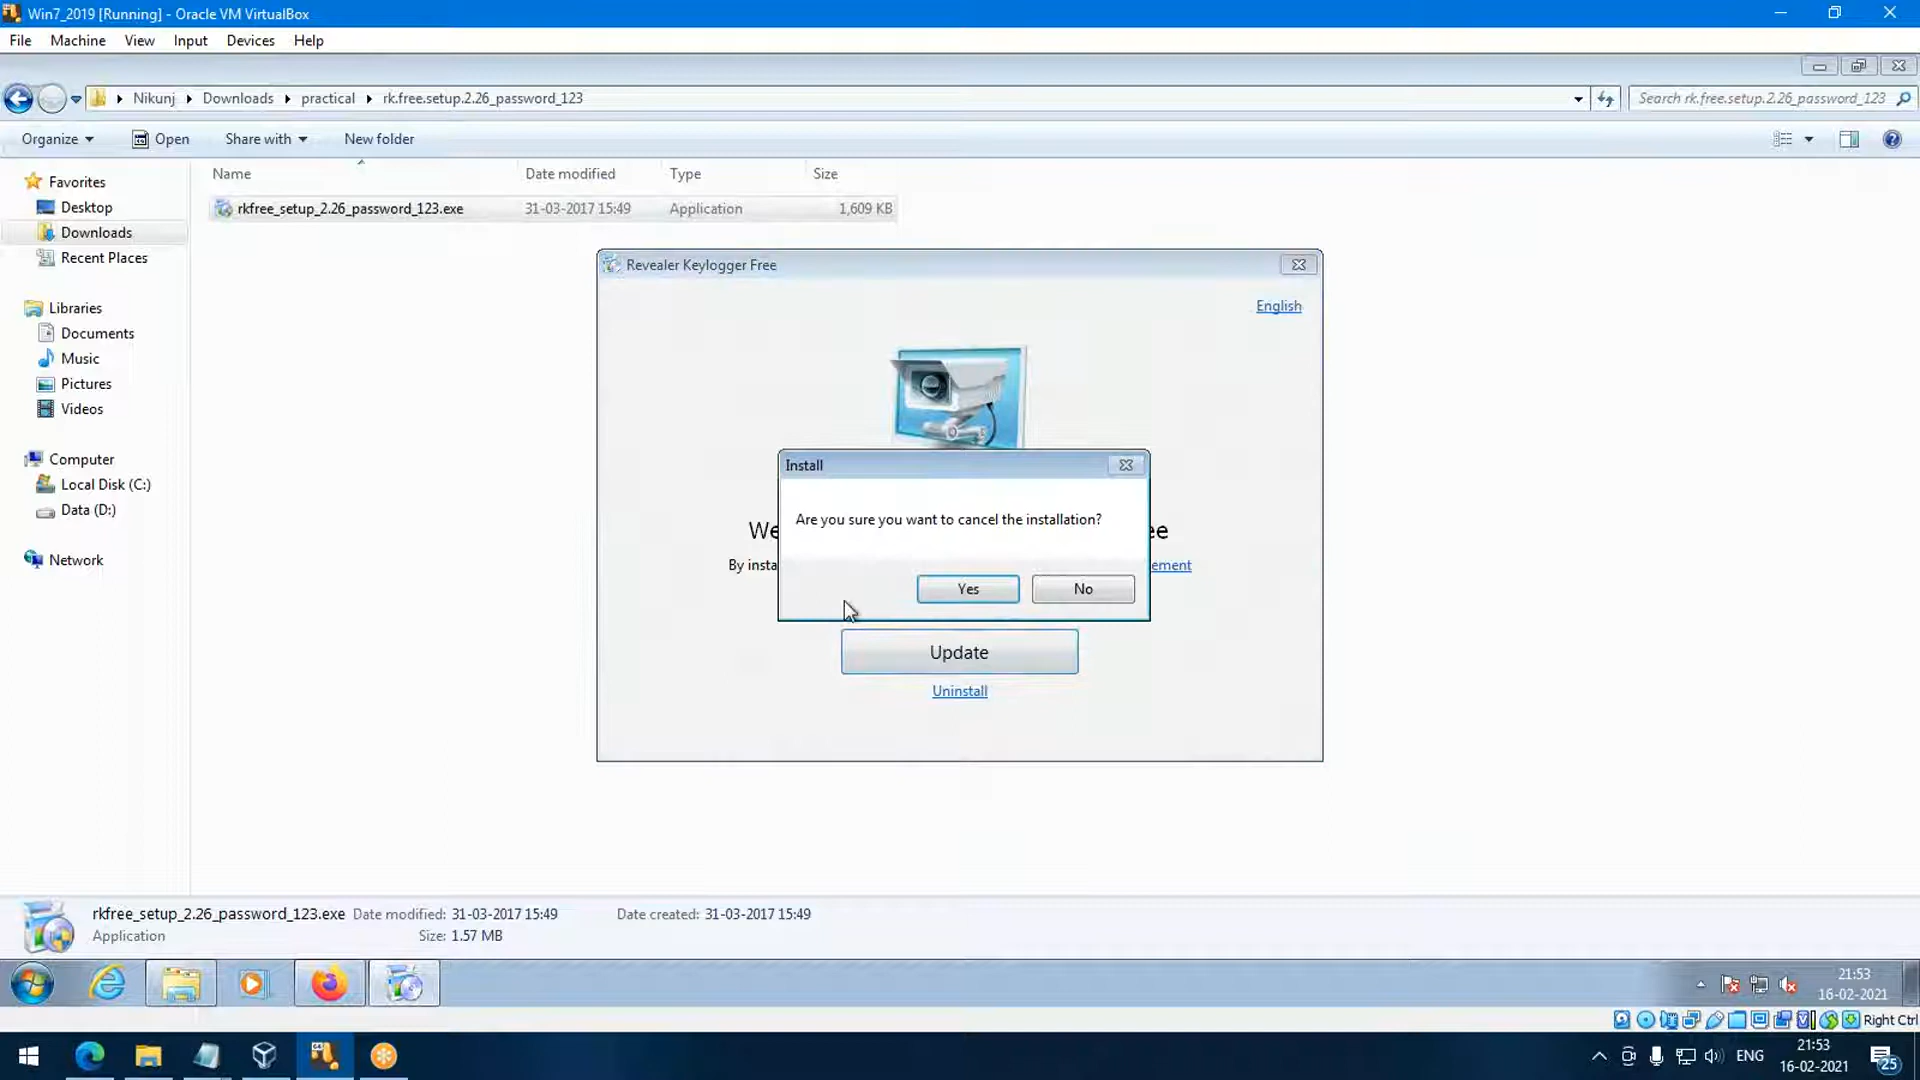 Win7_2019 [Running] - Oracle VM VirtualBox
File Machine View Input Devices Help
Nikunj Downloads practical rk.free.setup.2.26_password_123
Search rk.free.setup.2.26_password_123
Organize Open Share with New folder
Name Date modified Type Size
rkfree_setup_2.26_password_123.exe 31-03-2017 15:49 Application 1,609 KB
Favorites
Desktop
Downloads
Recent Places
Libraries
Documents
Music
Pictures
Videos
Computer
Local Disk (C:)
Data (D:)
Network
Revealer Keylogger Free
English
We
ee
By insta
ement
Install
Are you sure you want to cancel the installation?
Yes No
Update
Uninstall
rkfree_setup_2.26_password_123.exe Date modified: 31-03-2017 15:49 Date created: 31-03-2017 15:49
Application Size: 1.57 MB
21:53
16-02-2021
Right Ctrl
ENG
21:53
16-02-2021
25